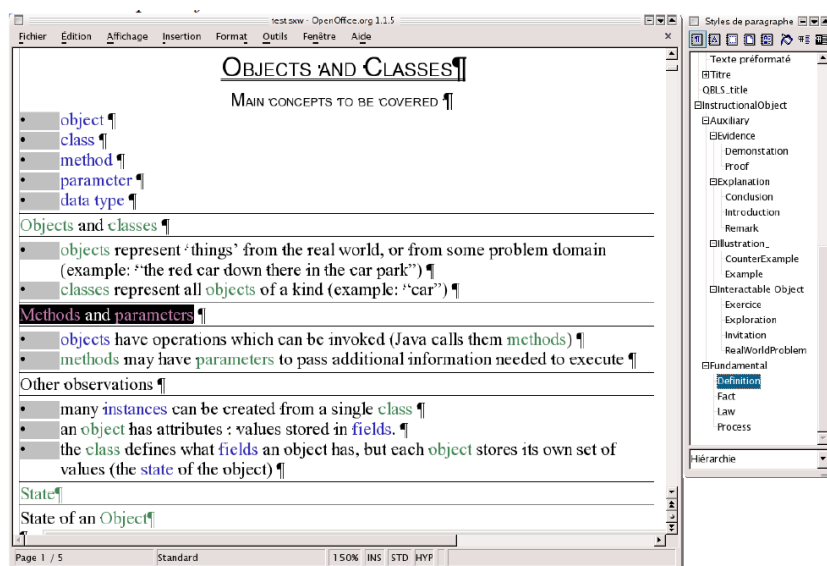 test.sxw - OpenOffice.org 1.1.5
Fichier Édition Affichage Insertion Format Outils Fenêtre Aide ×
OBJECTS AND CLASSES¶
MAIN CONCEPTS TO BE COVERED ¶
• object ¶
• class ¶
• method ¶
• parameter ¶
• data type ¶
Objects and classes ¶
• objects represent ‘things’ from the real world, or from some problem domain
(example: “the red car down there in the car park”) ¶
• classes represent all objects of a kind (example: “car”) ¶
Methods and parameters ¶
• objects have operations which can be invoked (Java calls them methods) ¶
• methods may have parameters to pass additional information needed to execute ¶
Other observations ¶
• many instances can be created from a single class ¶
• an object has attributes : values stored in fields. ¶
• the class defines what fields an object has, but each object stores its own set of
values (the state of the object) ¶
State¶
State of an Object¶
¶
Page 1 / 5 Standard 150% INS STD HYP
Styles de paragraphe
Texte préformaté
Titre
QBLS_title
InstructionalObject
Auxiliary
Evidence
Demonstation
Proof
Explanation
Conclusion
Introduction
Remark
Illustration_
CounterExample
Example
Interactable Object
Exercice
Exploration
Invitation
RealWorldProblem
Fundamental
Definition
Fact
Law
Process
Hiérarchie